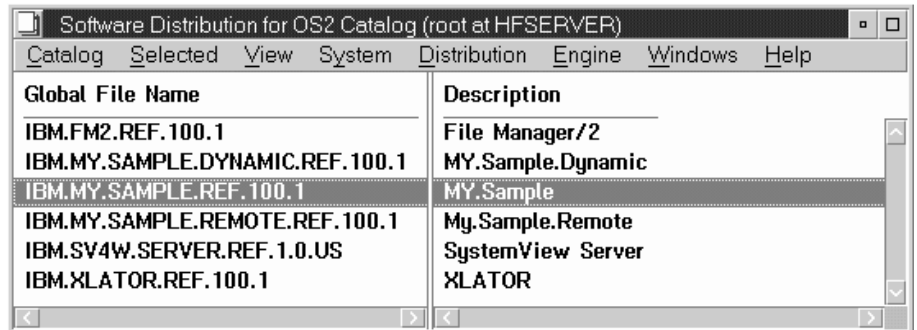 Software Distribution for OS2 Catalog (root at HFSERVER)
Catalog Selected View System Distribution Engine Windows Help
Global File Name Description
IBM.FM2.REF.100.1 File Manager/2
IBM.MY.SAMPLE.DYNAMIC.REF.100.1 MY.Sample.Dynamic
IBM.MY.SAMPLE.REF.100.1 MY.Sample
IBM.MY.SAMPLE.REMOTE.REF.100.1 My.Sample.Remote
IBM.SV4W.SERVER.REF.1.0.US SystemView Server
IBM.XLATOR.REF.100.1 XLATOR